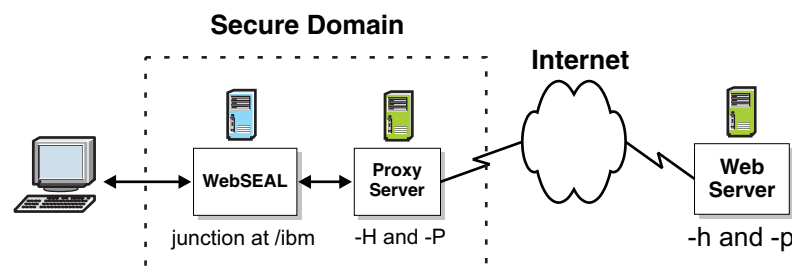 Secure Domain
Internet
WebSEAL
Proxy
Server
Web
Server
junction at /ibm
-H and -P
-h and -p